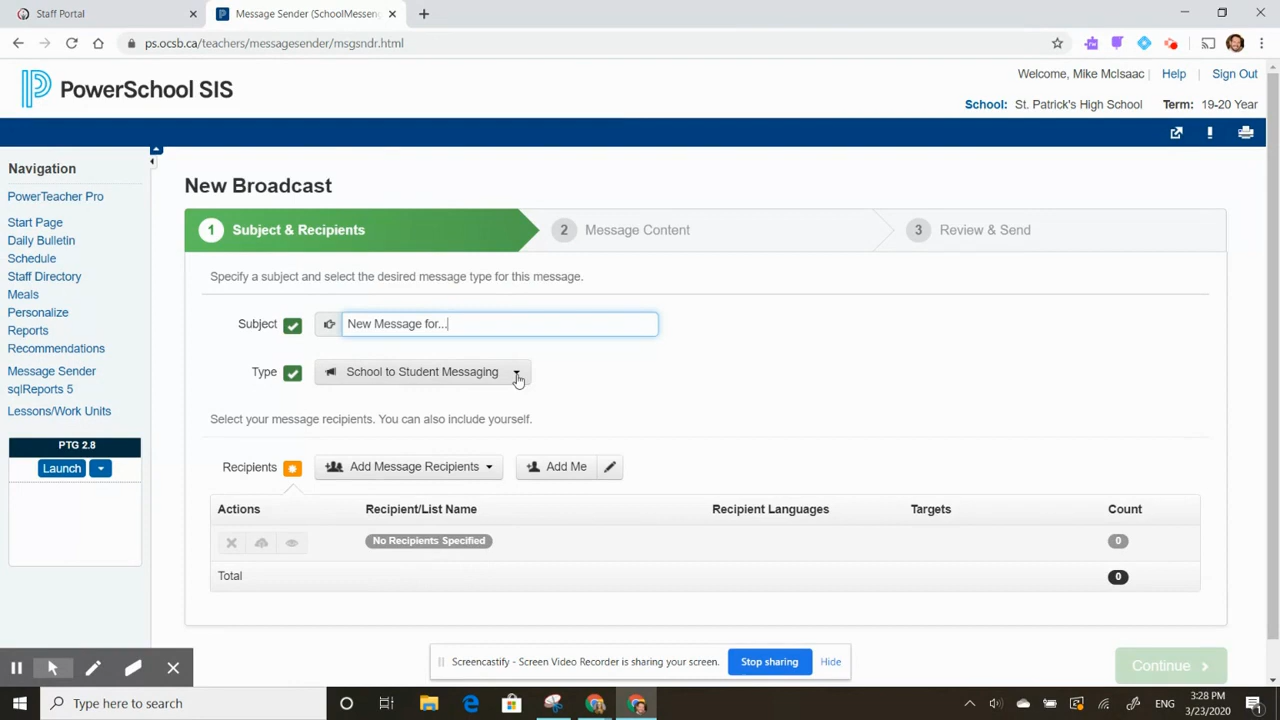 Staff Portal
Message Sender (SchoolMesseng
ps.ocsb.ca/teachers/messagesender/msgsndr.html
PowerSchool SIS
Welcome, Mike McIsaac
Help
Sign Out
School: St. Patrick's High School
Term: 19-20 Year
Navigation
PowerTeacher Pro
Start Page
Daily Bulletin
Schedule
Staff Directory
Meals
Personalize
Reports
Recommendations
Message Sender
sqlReports 5
Lessons/Work Units
PTG 2.8
Launch
New Broadcast
1 Subject & Recipients
2 Message Content
3 Review & Send
Specify a subject and select the desired message type for this message.
Subject
New Message for...
Type
School to Student Messaging
Select your message recipients. You can also include yourself.
Recipients
Add Message Recipients
Add Me
Actions
Recipient/List Name
Recipient Languages
Targets
Count
No Recipients Specified
0
Total
0
Screencastify - Screen Video Recorder is sharing your screen.
Stop sharing
Hide
Continue
Type here to search
3:28 PM
3/23/2020
1